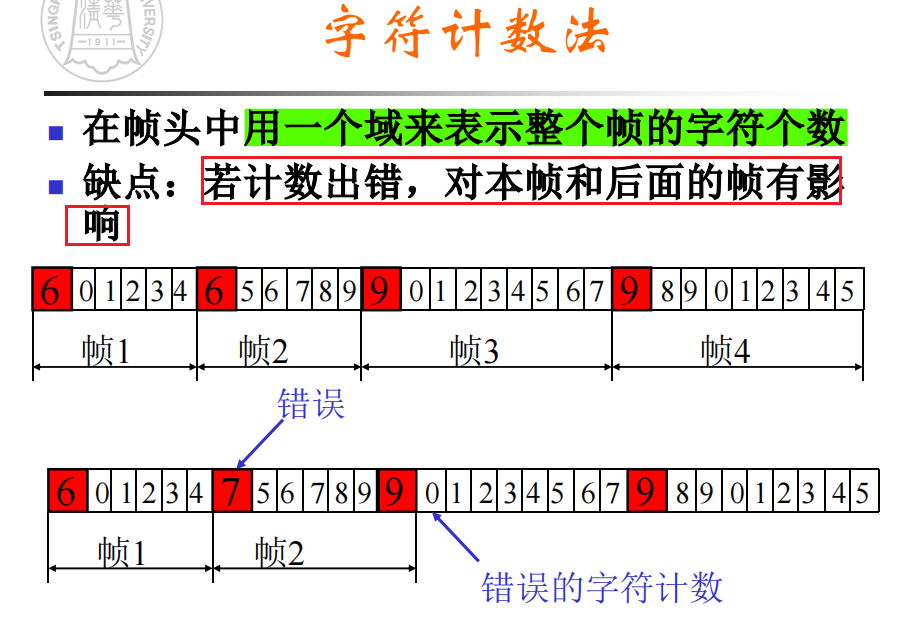 TSINGHUA UNIVERSITY
-1911-
字符计数法
在帧头中用一个域来表示整个帧的字符个数
缺点：若计数出错，对本帧和后面的帧有影
响
6 0 1 2 3 4 6 5 6 7 8 9 9 0 1 2 3 4 5 6 7 9 8 9 0 1 2 3 4 5
帧1 帧2 帧3 帧4
错误
6 0 1 2 3 4 7 5 6 7 8 9 9 0 1 2 3 4 5 6 7 9 8 9 0 1 2 3 4 5
帧1 帧2
错误的字符计数